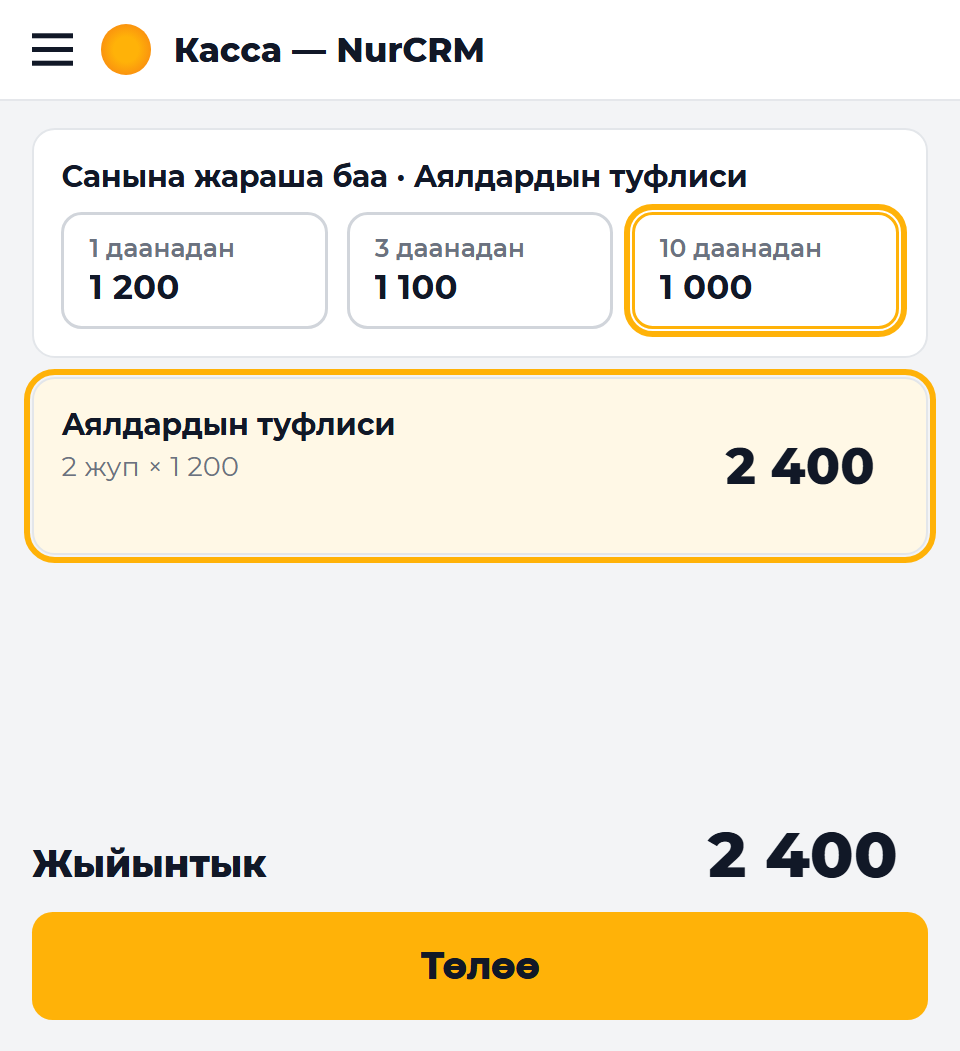 Касса — NurCRM
Санына жараша баа · Аялдардын туфлиси
1 даанадан
1 200
3 даанадан
1 100
10 даанадан
1 000
Аялдардын туфлиси
2 жуп × 1 200
2 400
Жыйынтык
2 400
Төлөө